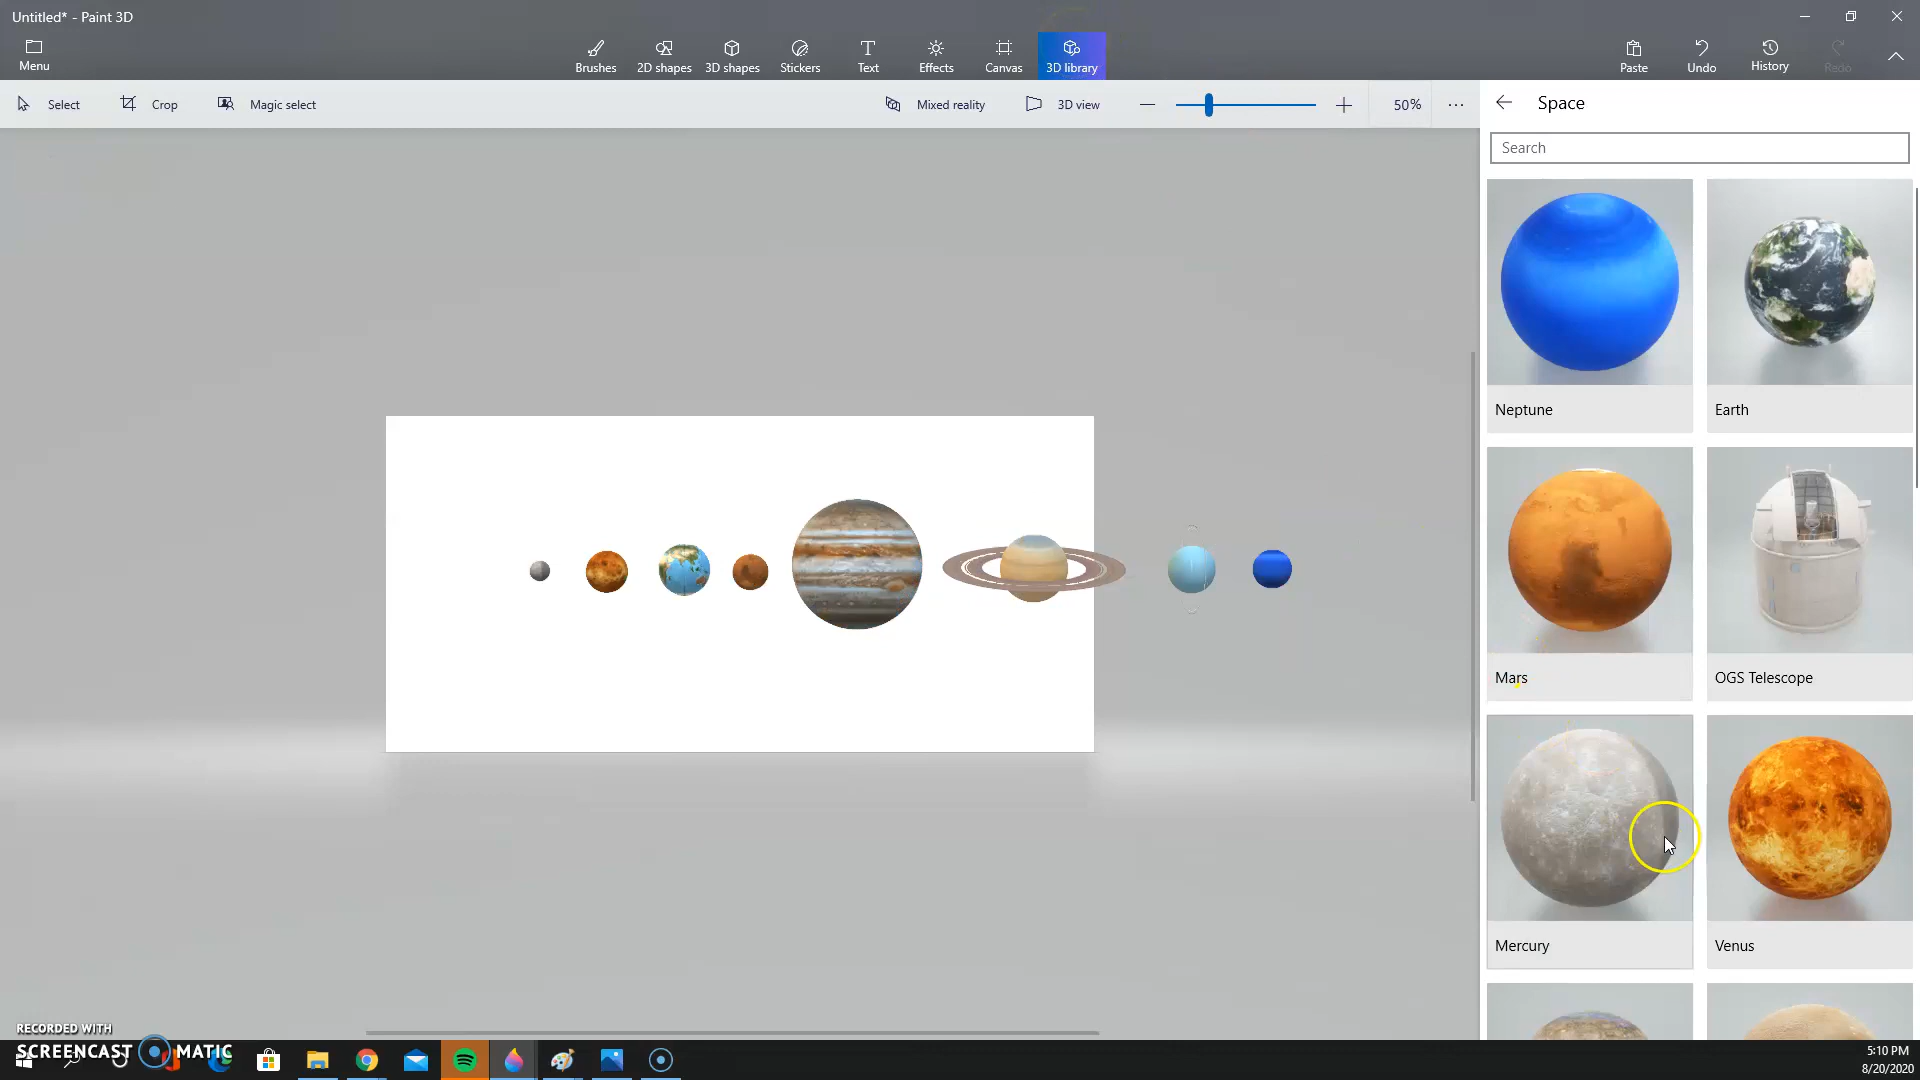 Untitled* - Paint 3D
Menu
Brushes
2D shapes
3D shapes
Stickers
Text
Effects
Canvas
3D library
Paste
Undo
History
Redo
Select
Crop
Magic select
Mixed reality
3D view
50%
Space
Search
Neptune
Earth
Mars
OGS Telescope
Mercury
Venus
RECORDED WITH
SCREENCAST MATIC
5:10 PM
8/20/2020